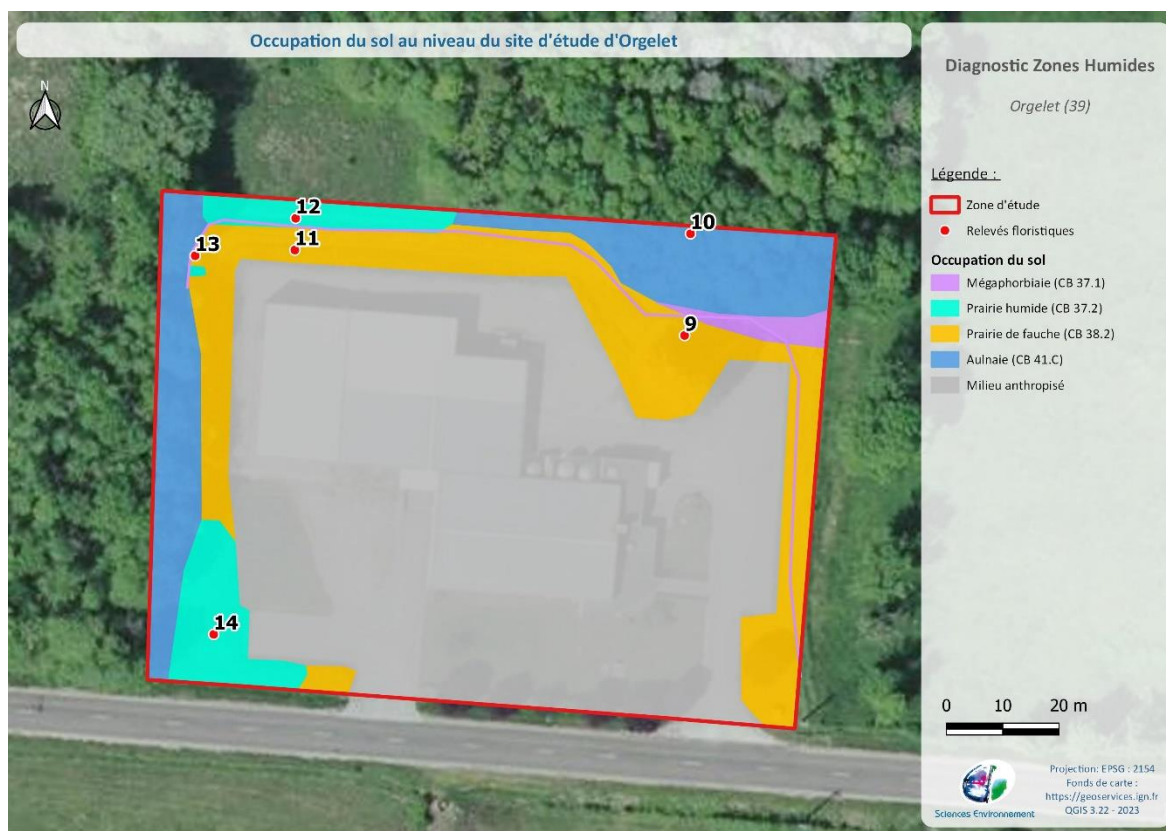 Occupation du sol au niveau du site d'étude d'Orgelet
N
12
11
13
10
9
14
Diagnostic Zones Humides
Orgelet (39)
Légende :
Zone d'étude
Relevés floristiques
Occupation du sol
Mégaphorbiaie (CB 37.1)
Prairie humide (CB 37.2)
Prairie de fauche (CB 38.2)
Aulnaie (CB 41.C)
Milieu anthropisé
0 10 20 m
Sciences Environnement
Projection: EPSG : 2154
Fonds de carte :
https://geoservices.ign.fr
QGIS 3.22 - 2023